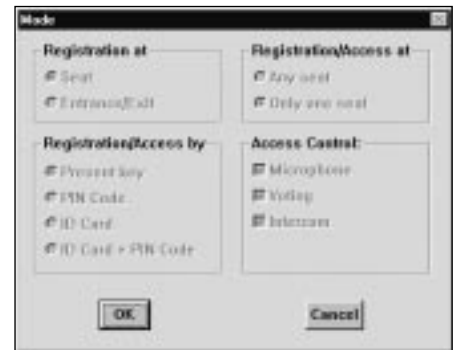 Mode
Registration at
Seat
Entrance/Exit
Registration/Access by
Present key
PIN Code
ID Card
ID Card + PIN Code
Registration/Access at
Any seat
Only one seat
Access Control:
Microphone
Voting
Intercom
OK
Cancel